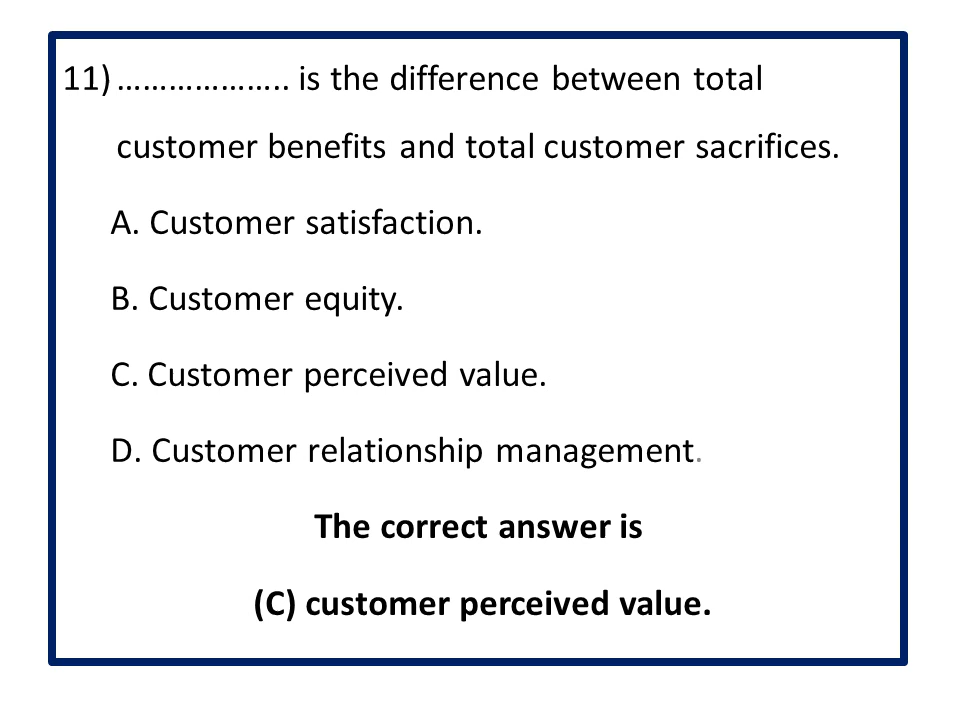 11) ……………….. is the difference between total
customer benefits and total customer sacrifices.
A. Customer satisfaction.
B. Customer equity.
C. Customer perceived value.
D. Customer relationship management.
The correct answer is
(C) customer perceived value.